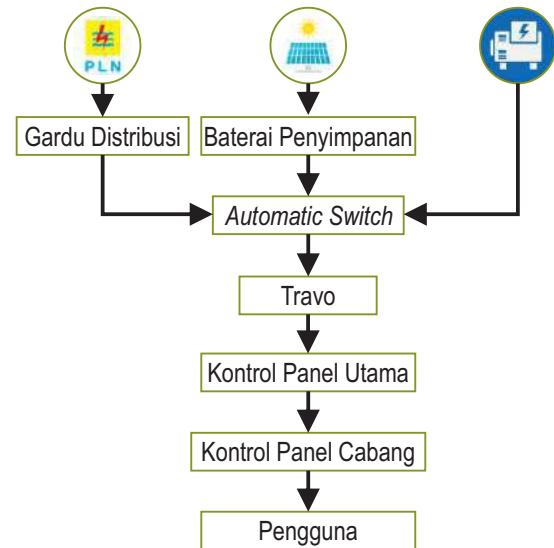 PLN
Gardu Distribusi
Baterai Penyimpanan
Automatic Switch
Travo
Kontrol Panel Utama
Kontrol Panel Cabang
Pengguna